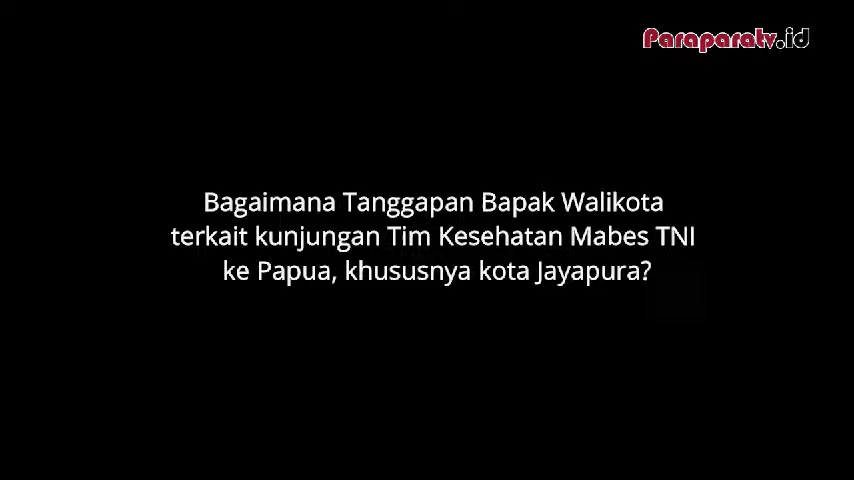 Paraparatv.id
Bagaimana Tanggapan Bapak Walikota
terkait kunjungan Tim Kesehatan Mabes TNI
ke Papua, khususnya kota Jayapura?